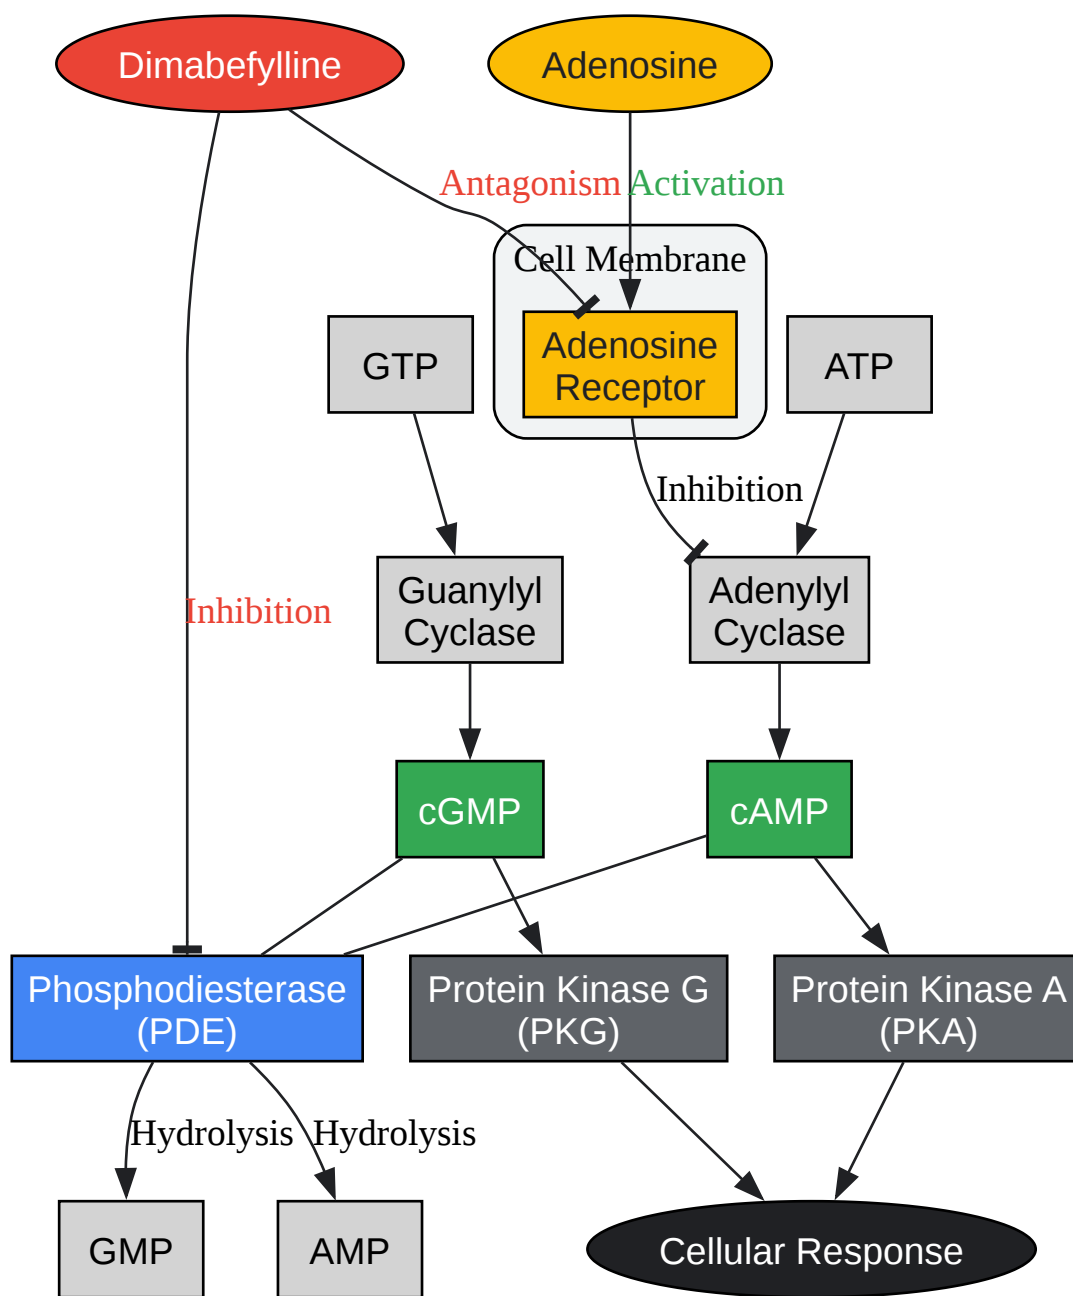 Dimabefylline
Adenosine
Antagonism
Activation
Cell Membrane
GTP
Adenosine
Receptor
ATP
Inhibition
Inhibition
Guanylyl
Cyclase
Adenylyl
Cyclase
cGMP
cAMP
Phosphodiesterase
(PDE)
Protein Kinase G
(PKG)
Protein Kinase A
(PKA)
Hydrolysis
Hydrolysis
GMP
AMP
Cellular Response